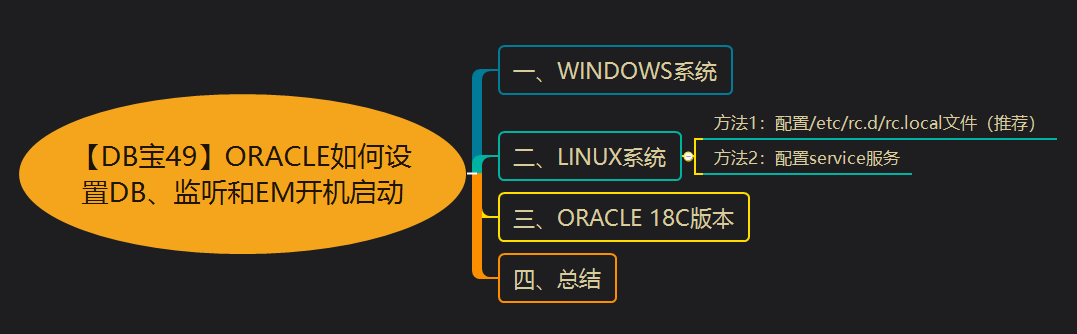 【DB宝49】ORACLE如何设
置DB、监听和EM开机启动
一、WINDOWS系统
二、LINUX系统
方法1：配置/etc/rc.d/rc.local文件（推荐）
方法2：配置service服务
三、ORACLE 18C版本
四、总结